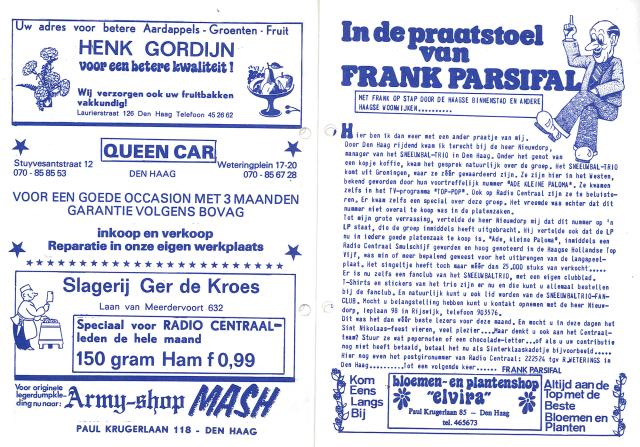 Uw adres voor betere Aardappels - Groenten - Fruit
HENK GORDIJN
voor een betere kwaliteit !
Wij verzorgen ook uw fruitbakken
vakkundig!
Laurierstraat 126 Den Haag Telefoon 45 26 62
Stuyvesantstraat 12
070 - 85 85 53
QUEEN CAR
DEN HAAG
Weteringplein 17-20
070 - 85 67 28
VOOR EEN GOEDE OCCASION MET 3 MAANDEN
GARANTIE VOLGENS BOVAG
inkoop en verkoop
Reparatie in onze eigen werkplaats
Slagerij Ger de Kroes
Laan van Meerdervoort 632
Speciaal voor RADIO CENTRAAL-
leden de hele maand
150 gram Ham f 0,99
Voor originele
legerdumpkle-
ding nu naar:
Army-shop MASH
PAUL KRUGERLAAN 118 - DEN HAAG
In de praatstoel
van
FRANK PARSIFAL
MET FRANK OP STAP DOOR DE HAAGSE BINNENSTAD EN ANDERE
HAAGSE WOONWIJKEN..........
Hier ben ik dan weer met een ander praatje van mij.
Door Den Haag rijdend kwam ik terecht bij de heer Nieuwdorp,
manager van het SNEEUWBAL-TRIO in Den Haag. Onder het genot van
een kopje koffie, kwam het gesprek natuurlijk over de groep. Het SNEEUWBAL-TRIO
komt uit Groningen, waar ze zéér gewaardeerd zijn. Ze zijn hier in het Westen,
bekend geworden door hun voortreffelijk nummer "ADE KLEINE PALOMA". Ze kwamen
zelfs in het TV-programma "TOP-POP". Ook op Radio Centraal zijn ze te beluiste-
ren. Er kwam zelfs een special over deze groep. Het vreemde was echter dat dit
nummer niet overal te koop was in de platenzaken.
Tot mijn grote verrassing, vertelde de heer Nieuwdorp mij dat dit nummer op 'n
LP staat, die de groep inmiddels heeft uitgebracht. Hij vertelde ook dat de LP
nu in iedere goede platenzaak te koop is. "Ade, kleine Paloma", inmiddels een
Radio Centraal Smulschijf geworden en hoog genoteerd in de Haagse Hollandse Top
Vijf, was min of meer bepalend geweest voor het uitbrengen van de langspeel-
plaat. Het singeltje heeft toch maar méér dan 25.000 stuks van verkocht.....
Er is nu zelfs een fanclub van het SNEEUWBALTRIO, met een eigen clubblad.
T-Shirts en stickers van het trio zijn er nu en die kunt u allemaal bestellen
bij de fanclub. En natuurlijk kunt u ook lid worden van de SNEEUWBALTRIO-FAN-
CLUB. Mocht u belangstelling hebben kunt u kontakt opnemen met de heer Nieuw-
dorp, Ieplaan 98 in Rijswijk, telefoon 903576.
Dit was het dan wéér beste lezers voor deze maand. En mocht u in deze dagen het
Sint Nikolaas-feest vieren, veel plezier....Maar denkt u ook aan het Centraal-
team? Stuur ze wat pepernoten of een chocolade-letter....of als u uw contributie
nog niet heeft betaald, betaal het nu als Sinterklaaskadotje bijvoorbeeld.....
Hier nog even het postgironummer van Radio Centraal: 222524 tgv R.WETERINGS in
Den Haag..........Tot een volgende keer...... FRANK PARSIFAL
Kom
Eens
Langs
Bij
bloemen- en plantenshop
"elvira"
Paul Krugerlaan 85 - Den Haag
tel. 465673
Altijd aan de
Top met de
Beste
Bloemen en
Planten